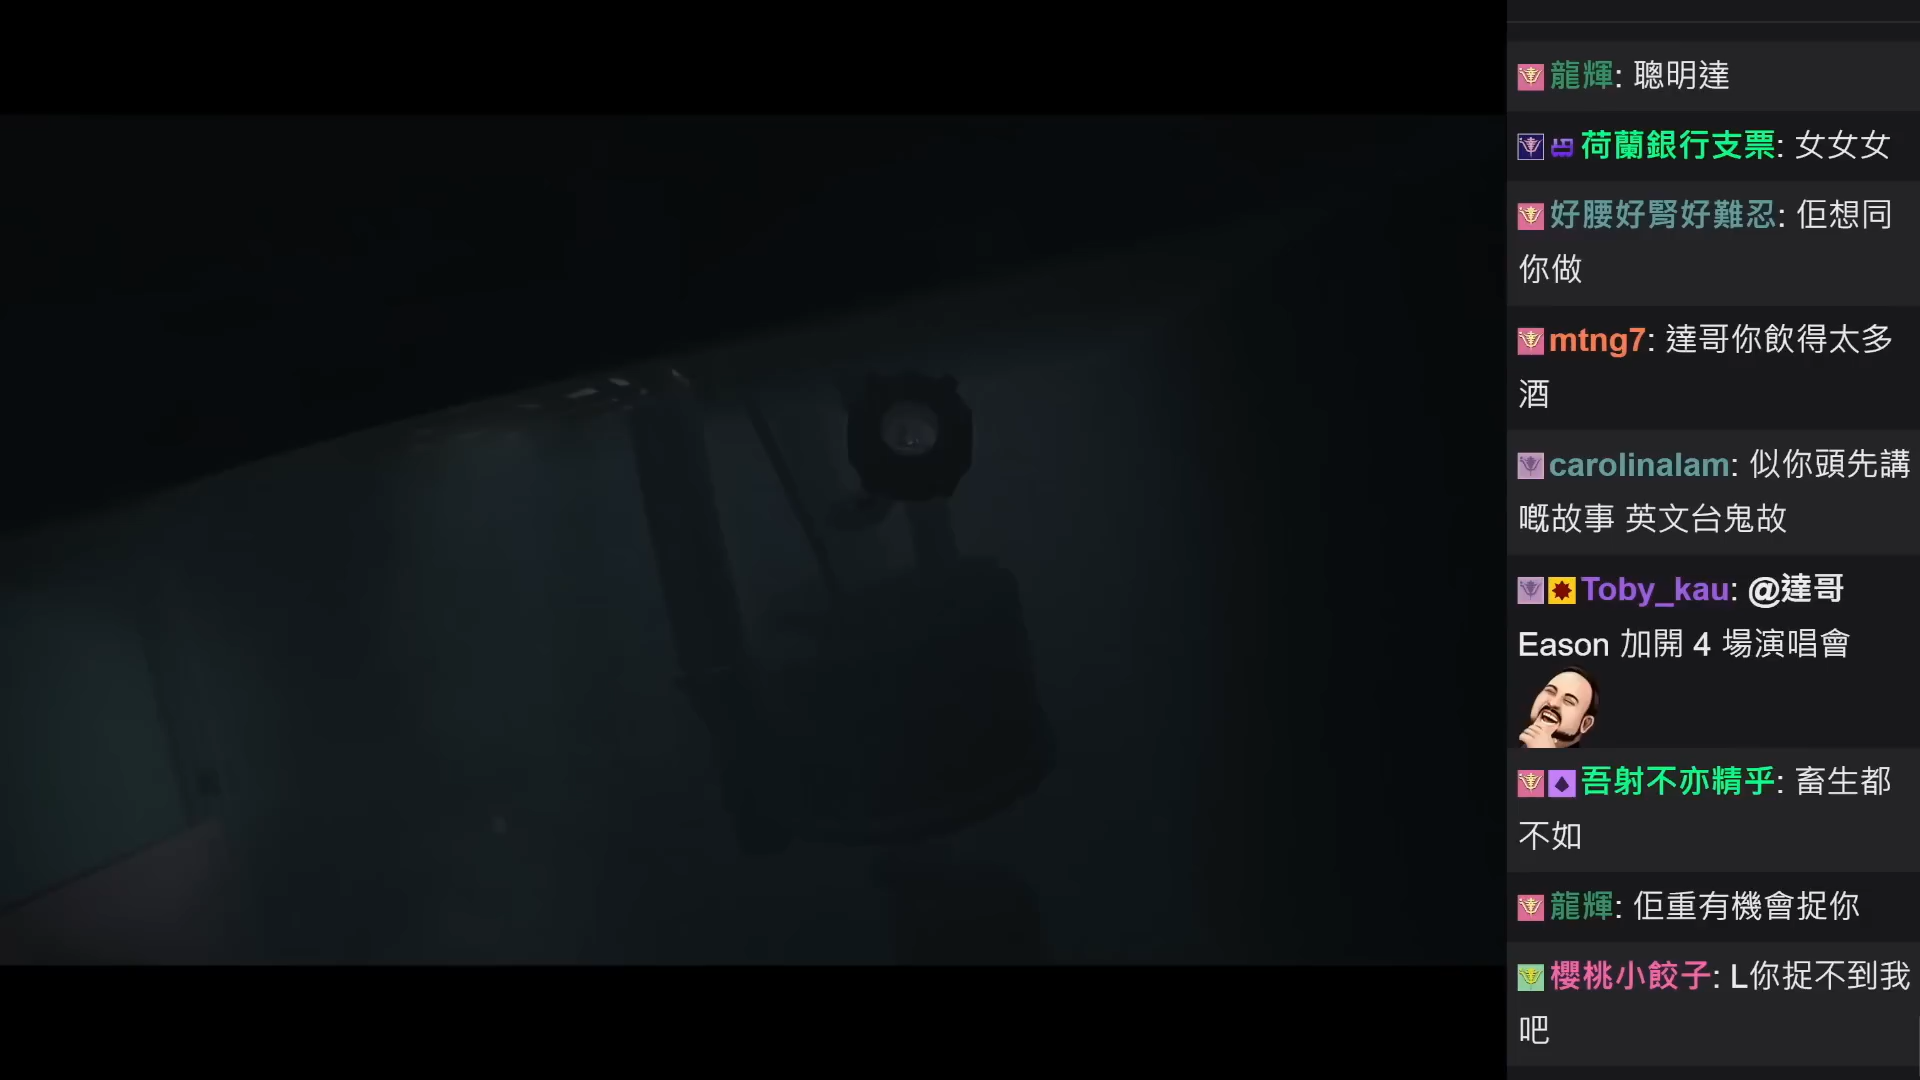 龍輝: 聰明達
荷蘭銀行支票: 女女女
好腰好腎好難忍: 佢想同
你做
mtng7: 達哥你飲得太多
酒
carolinalam: 似你頭先講
嘅故事 英文台鬼故
Toby_kau: @達哥
Eason 加開 4 場演唱會
吾射不亦精乎: 畜生都
不如
龍輝: 佢重有機會捉你
櫻桃小餃子: L你捉不到我
吧